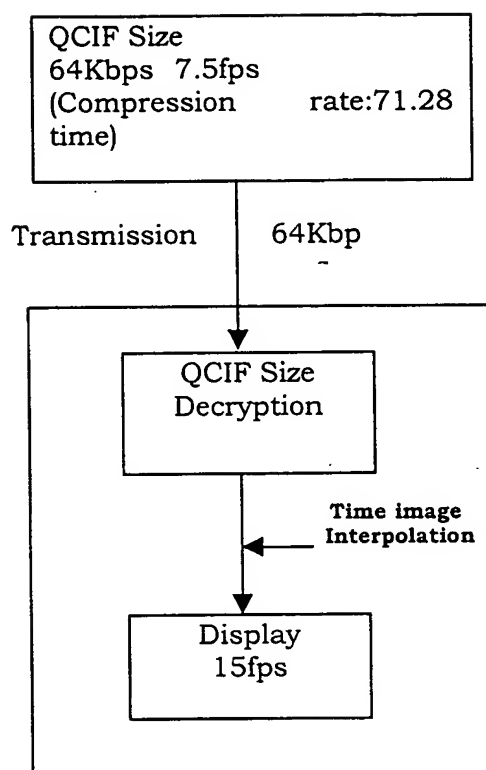 QCIF Size
64Kbps 7.5fps
(Compression rate:71.28
time)
Transmission 64Kbp
QCIF Size
Decryption
Time image
Interpolation
Display
15fps